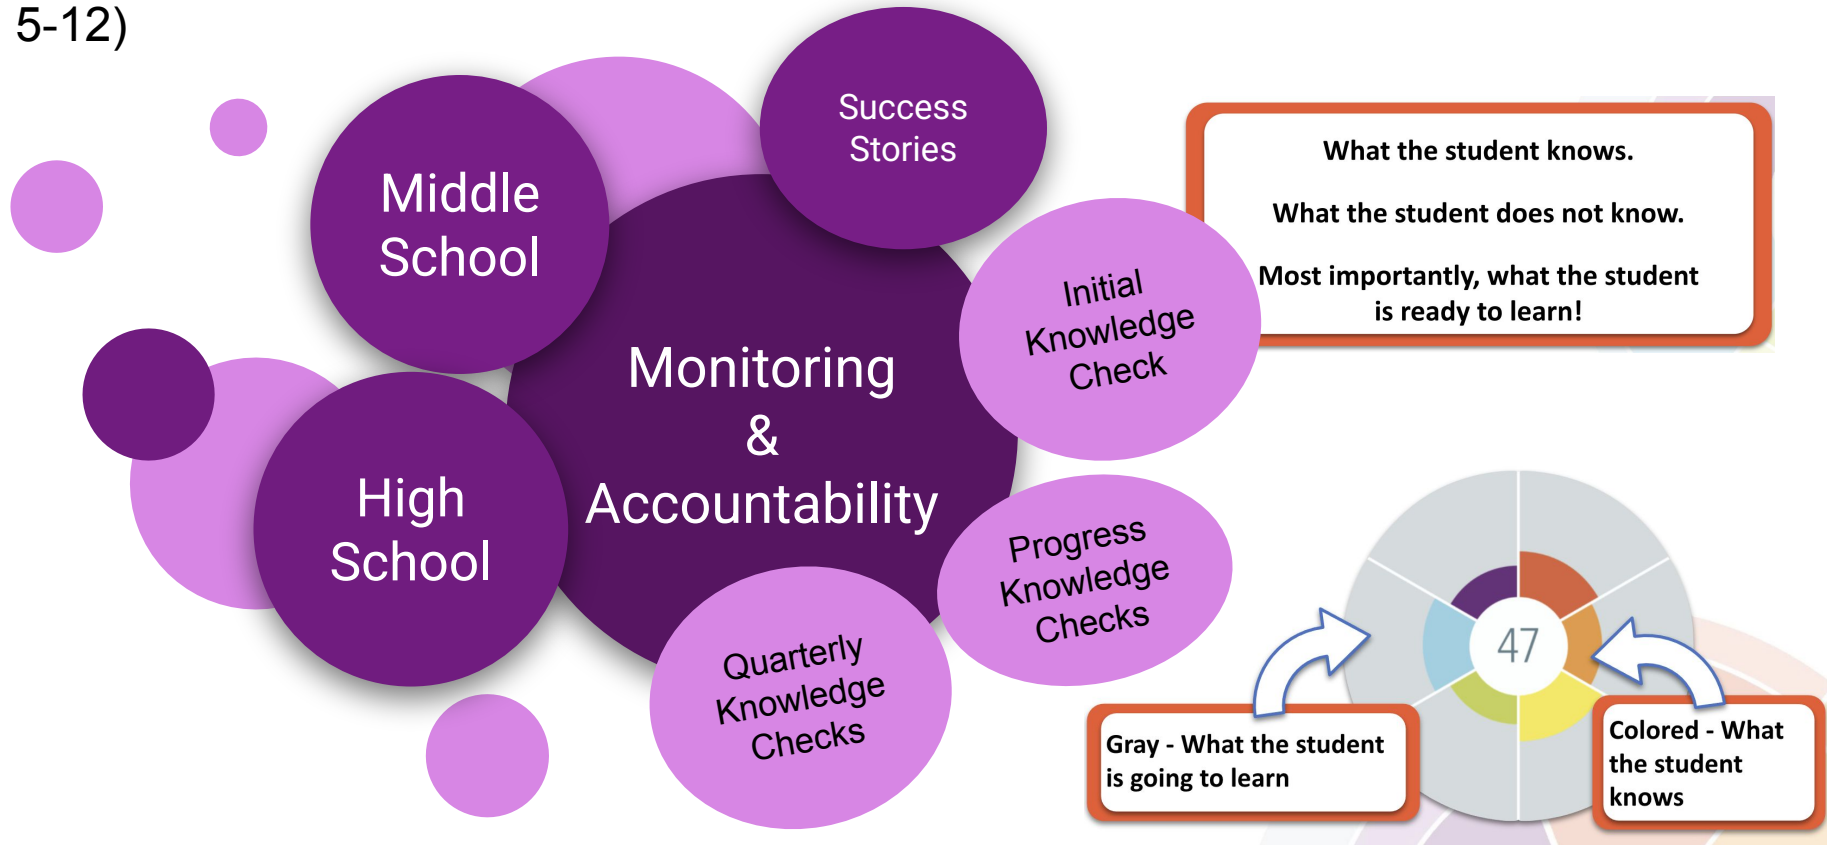 5-12)
Success
Stories
Middle
School
What the student knows.
What the student does not know.
Most importantly, what the student
is ready to learn!
Initial
Knowledge
Check
Monitoring
&
Accountability
High
School
Progress
Knowledge
Checks
Quarterly
Knowledge
Checks
47
Gray - What the student
is going to learn
Colored - What
the student
knows